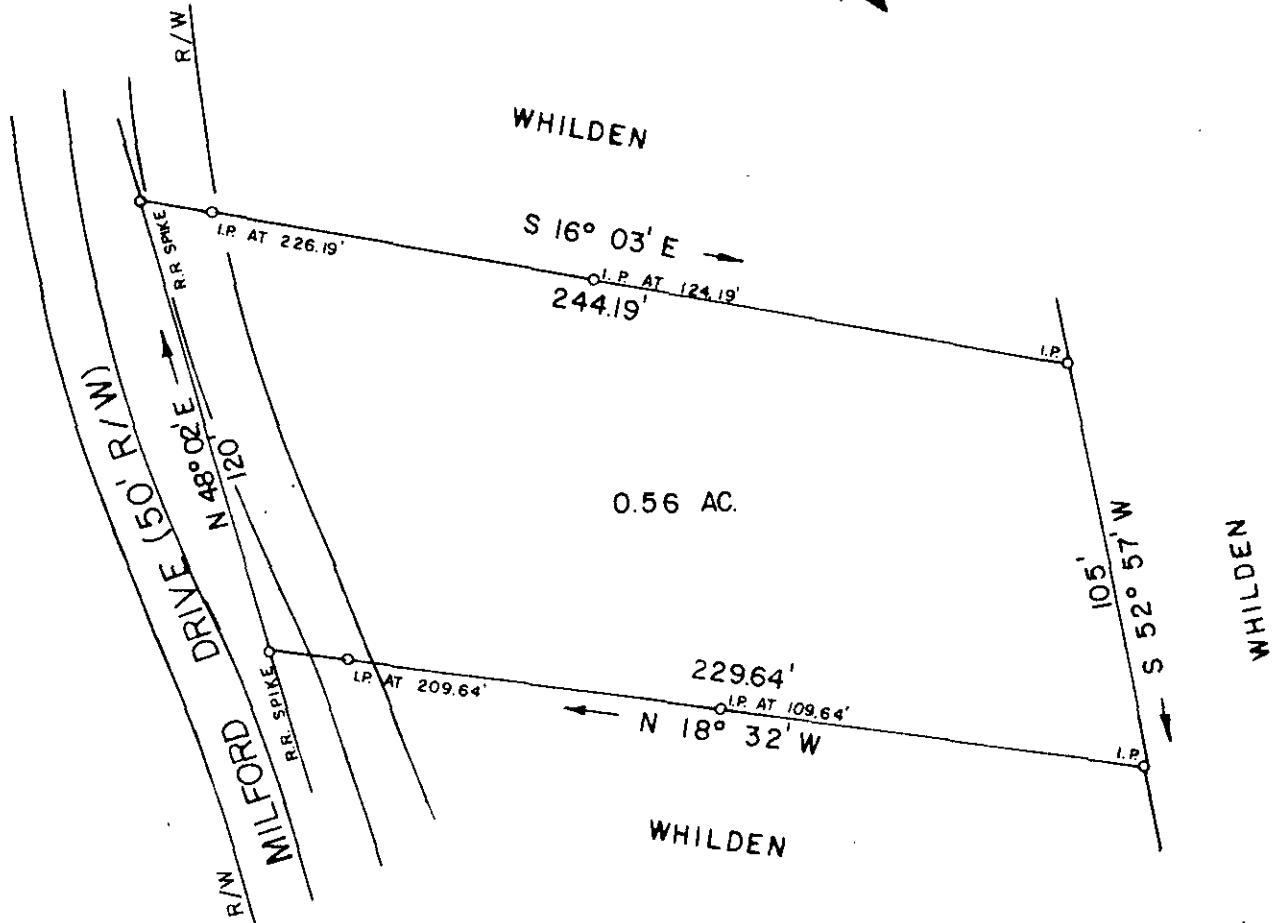 R/W
WHILDEN
R.R. SPIKE
I.P. AT 226.19'
S 16° 03' E
I.P. AT 124.19'
244.19'
I.P.
MILFORD DRIVE (50' R/W)
N 48° 02' E
120'
0.56 AC.
105'
S 52° 57' W
WHILDEN
R.R. SPIKE
I.P. AT 209.64'
229.64'
I.P. AT 109.64'
N 18° 32' W
I.P.
WHILDEN
R/W